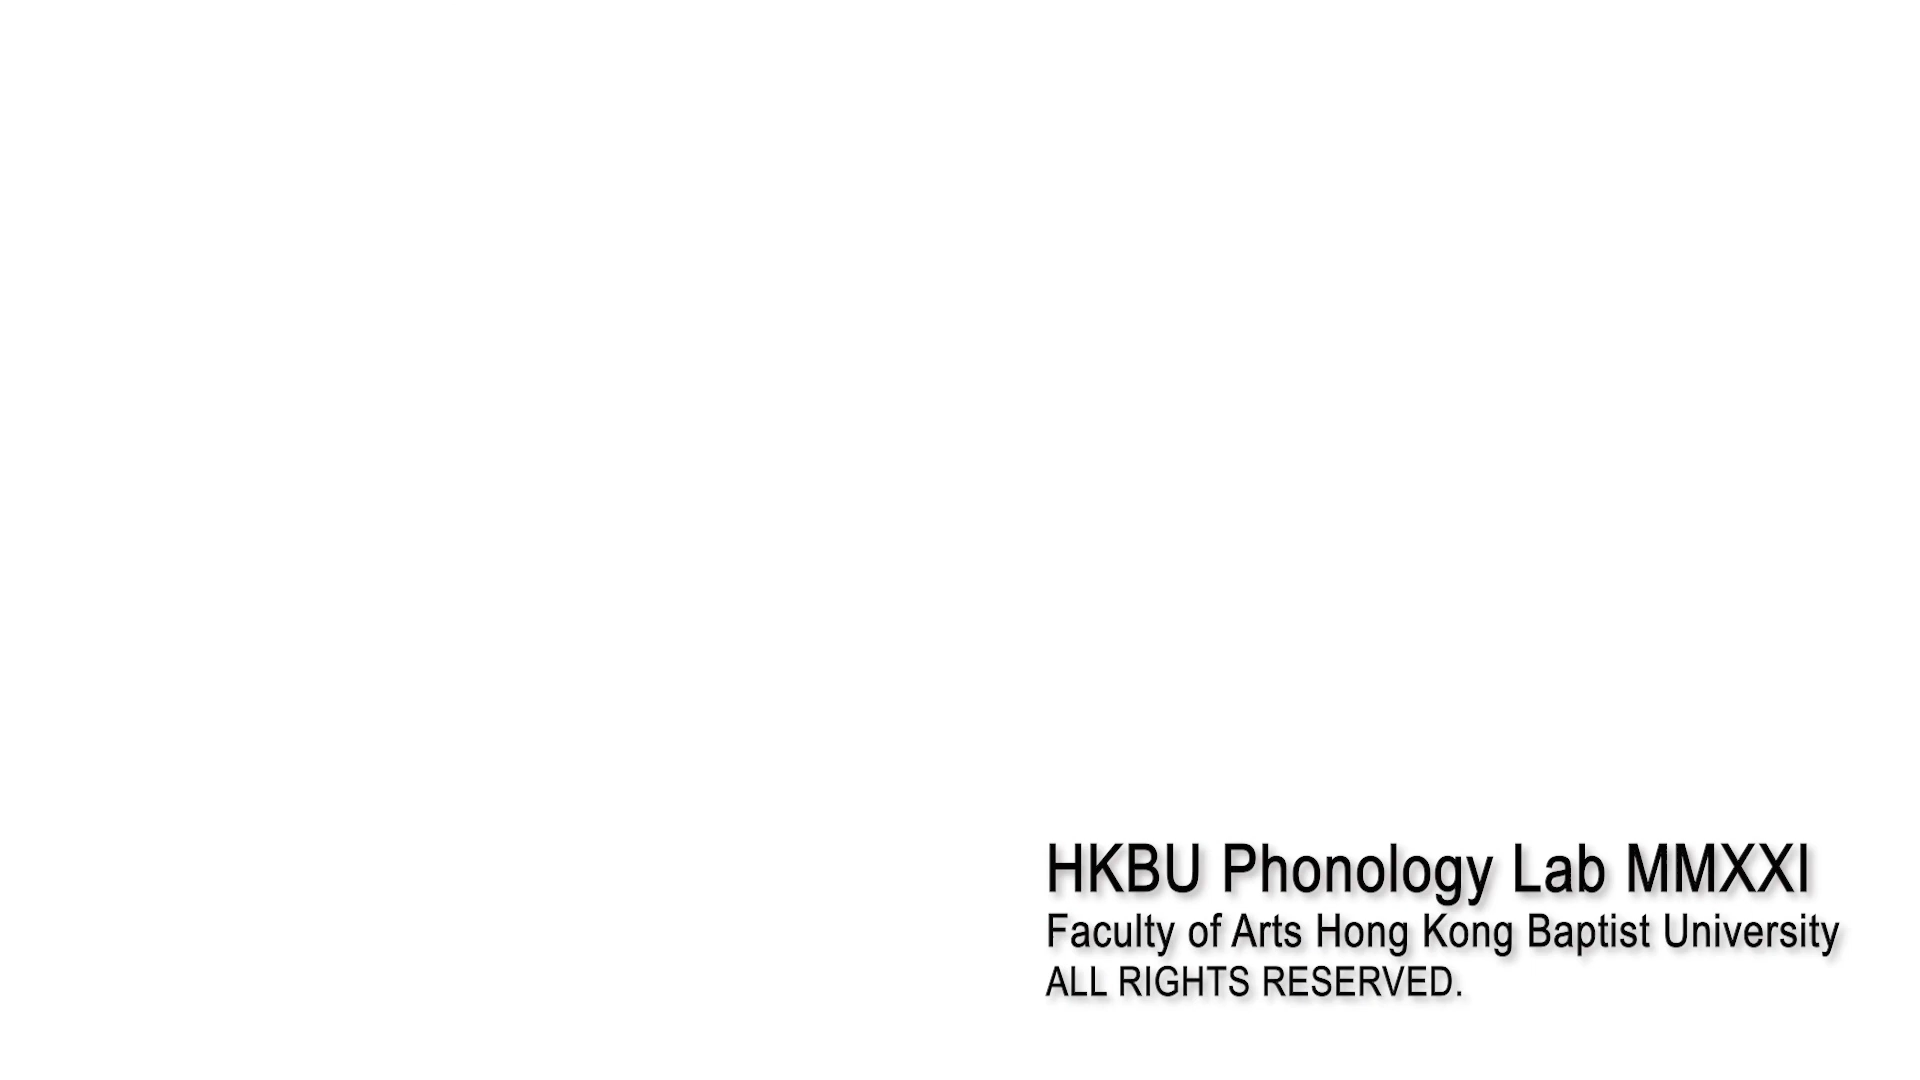 HKBU Phonology Lab MMXXI
Faculty of Arts Hong Kong Baptist University
ALL RIGHTS RESERVED.